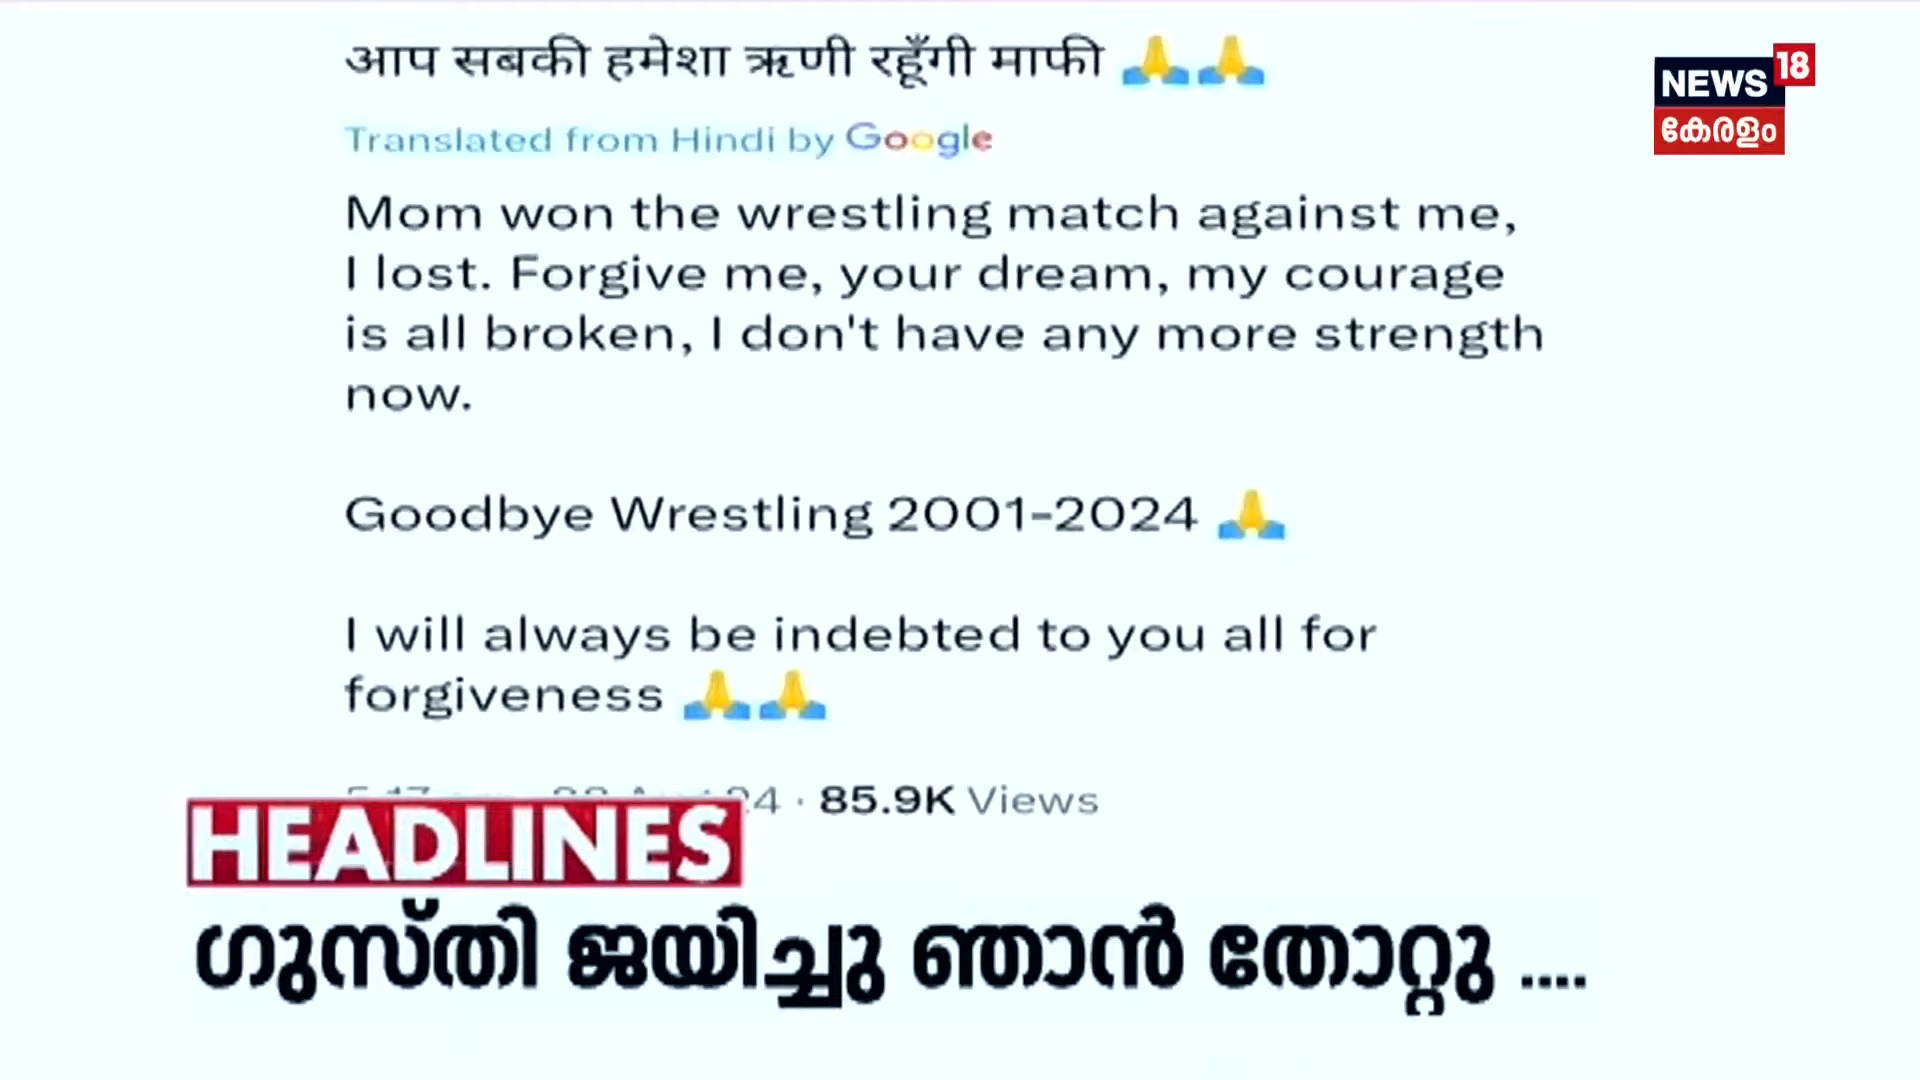 आप सबकी हमेशा ऋणी रहूँगी माफी 🙏🙏
NEWS 18
കേരളം
Translated from Hindi by Google
Mom won the wrestling match against me,
I lost. Forgive me, your dream, my courage
is all broken, I don't have any more strength
now.
Goodbye Wrestling 2001-2024 🙏
I will always be indebted to you all for
forgiveness 🙏🙏
24 · 85.9K Views
HEADLINES
ഗുസ്തി ജയിച്ചു ഞാൻ തോറ്റു ....